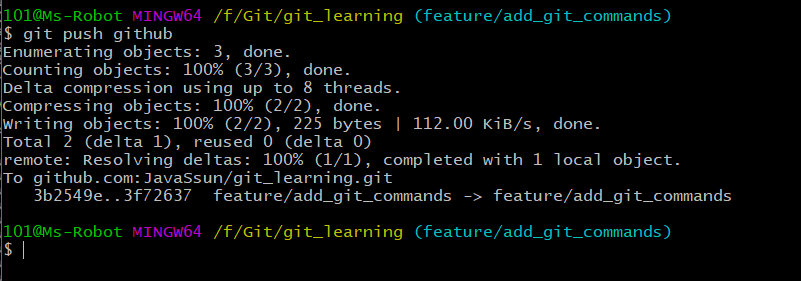 101@Ms-Robot MINGW64 /f/Git/git_learning (feature/add_git_commands)
$ git push github
Enumerating objects: 3, done.
Counting objects: 100% (3/3), done.
Delta compression using up to 8 threads.
Compressing objects: 100% (2/2), done.
Writing objects: 100% (2/2), 225 bytes | 112.00 KiB/s, done.
Total 2 (delta 1), reused 0 (delta 0)
remote: Resolving deltas: 100% (1/1), completed with 1 local object.
To github.com:JavaSsun/git_learning.git
   3b2549e..3f72637  feature/add_git_commands -> feature/add_git_commands

101@Ms-Robot MINGW64 /f/Git/git_learning (feature/add_git_commands)
$